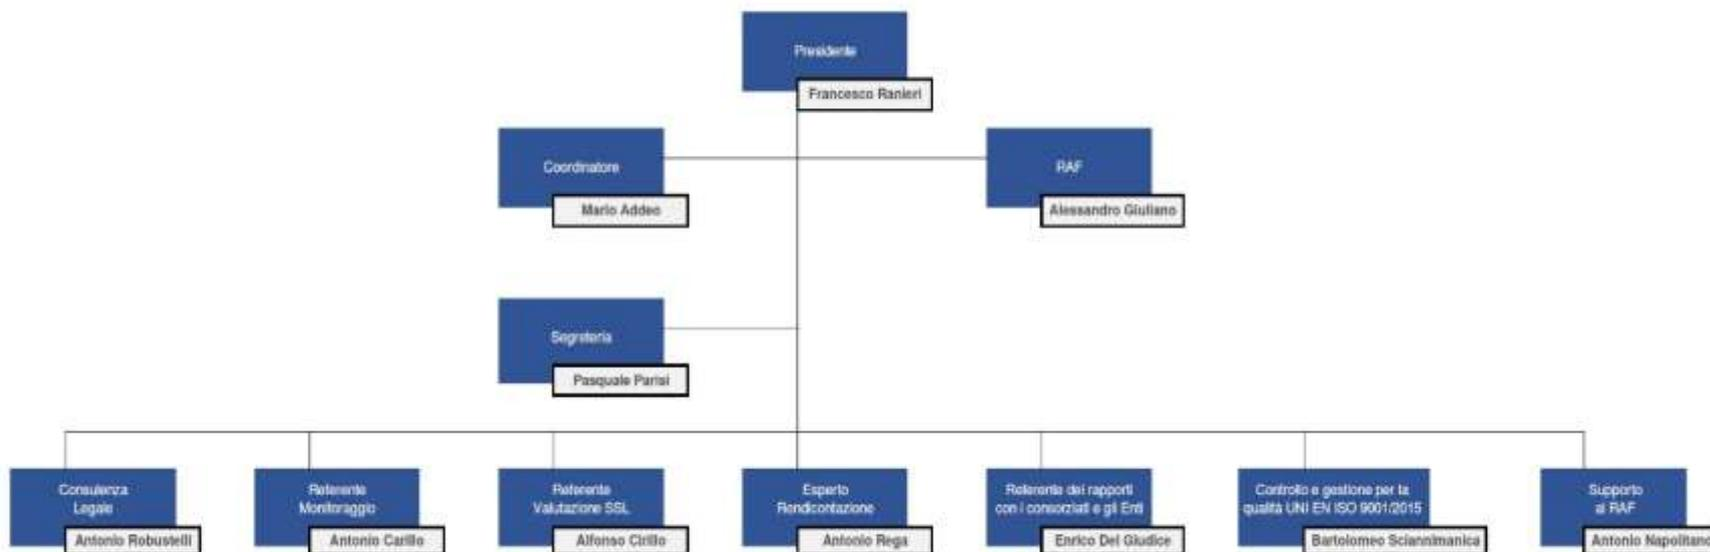 Presidente
Francesco Ranieri
Coordinatore
Mario Addeo
RAF
Alessandro Giuliano
Segreteria
Pasquale Parisi
Consulenza
Legale
Antonio Robustelli
Referente
Monitoraggio
Antonio Carillo
Referente
Valutazione SSL
Alfonso Cirillo
Esperto
Rendicontazione
Antonio Rega
Referente dei rapporti
con i consorziati e gli Enti
Enrico Del Giudice
Controllo e gestione per la
qualità UNI EN ISO 9001/2015
Bartolomeo Sciannimanica
Supporto
al RAF
Antonio Napolitano